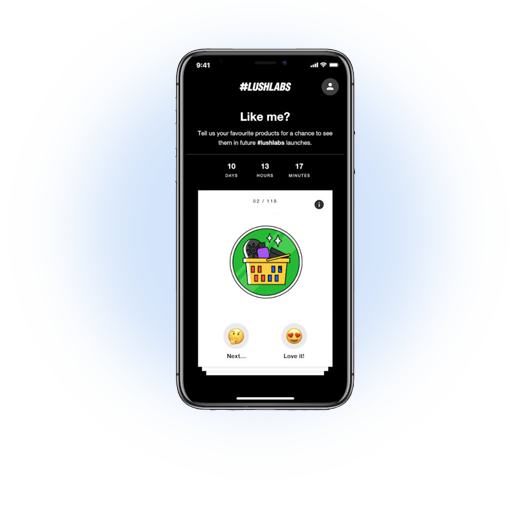 9:41
#LUSHLABS
Like me?
Tell us your favourite products for a chance to see
them in future #lushlabs launches.
10 13 17
DAYS HOURS MINUTES
02 / 118
Next... Love it!